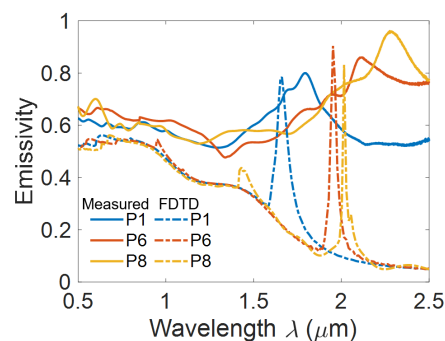 1
0.8
0.6
0.4
0.2
0
Emissivity
Measured FDTD
P1 P1
P6 P6
P8 P8
0.5 1 1.5 2 2.5
Wavelength λ (μm)